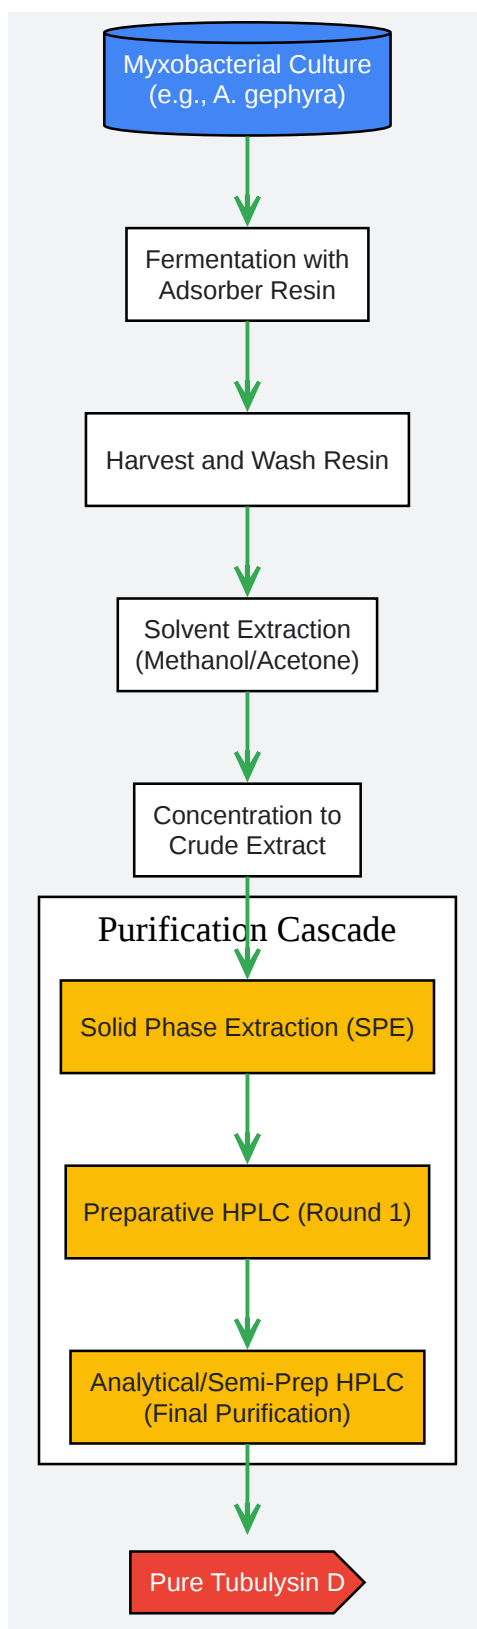 Myxobacterial Culture
(e.g., A. gephyra)
Fermentation with
Adsorber Resin
Harvest and Wash Resin
Solvent Extraction
(Methanol/Acetone)
Concentration to
Crude Extract
Purification Cascade
Solid Phase Extraction (SPE)
Preparative HPLC (Round 1)
Analytical/Semi-Prep HPLC
(Final Purification)
Pure Tubulysin D